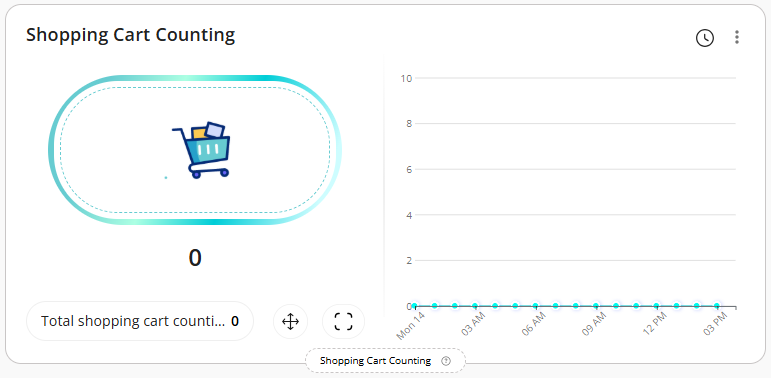 Shopping Cart Counting
0
Total shopping cart counti... 0
10
8
6
4
2
0
Mon 14
03 AM
06 AM
09 AM
12 PM
03 PM
Shopping Cart Counting ?